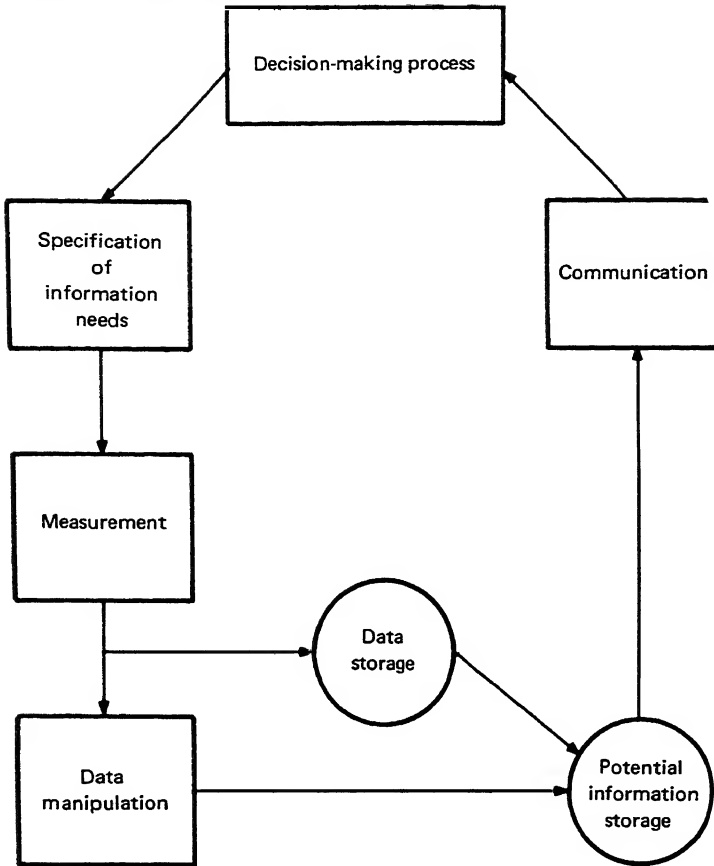 Decision-making process
Specification
of
information
needs
Communication
Measurement
Data
storage
Data
manipulation
Potential
information
storage